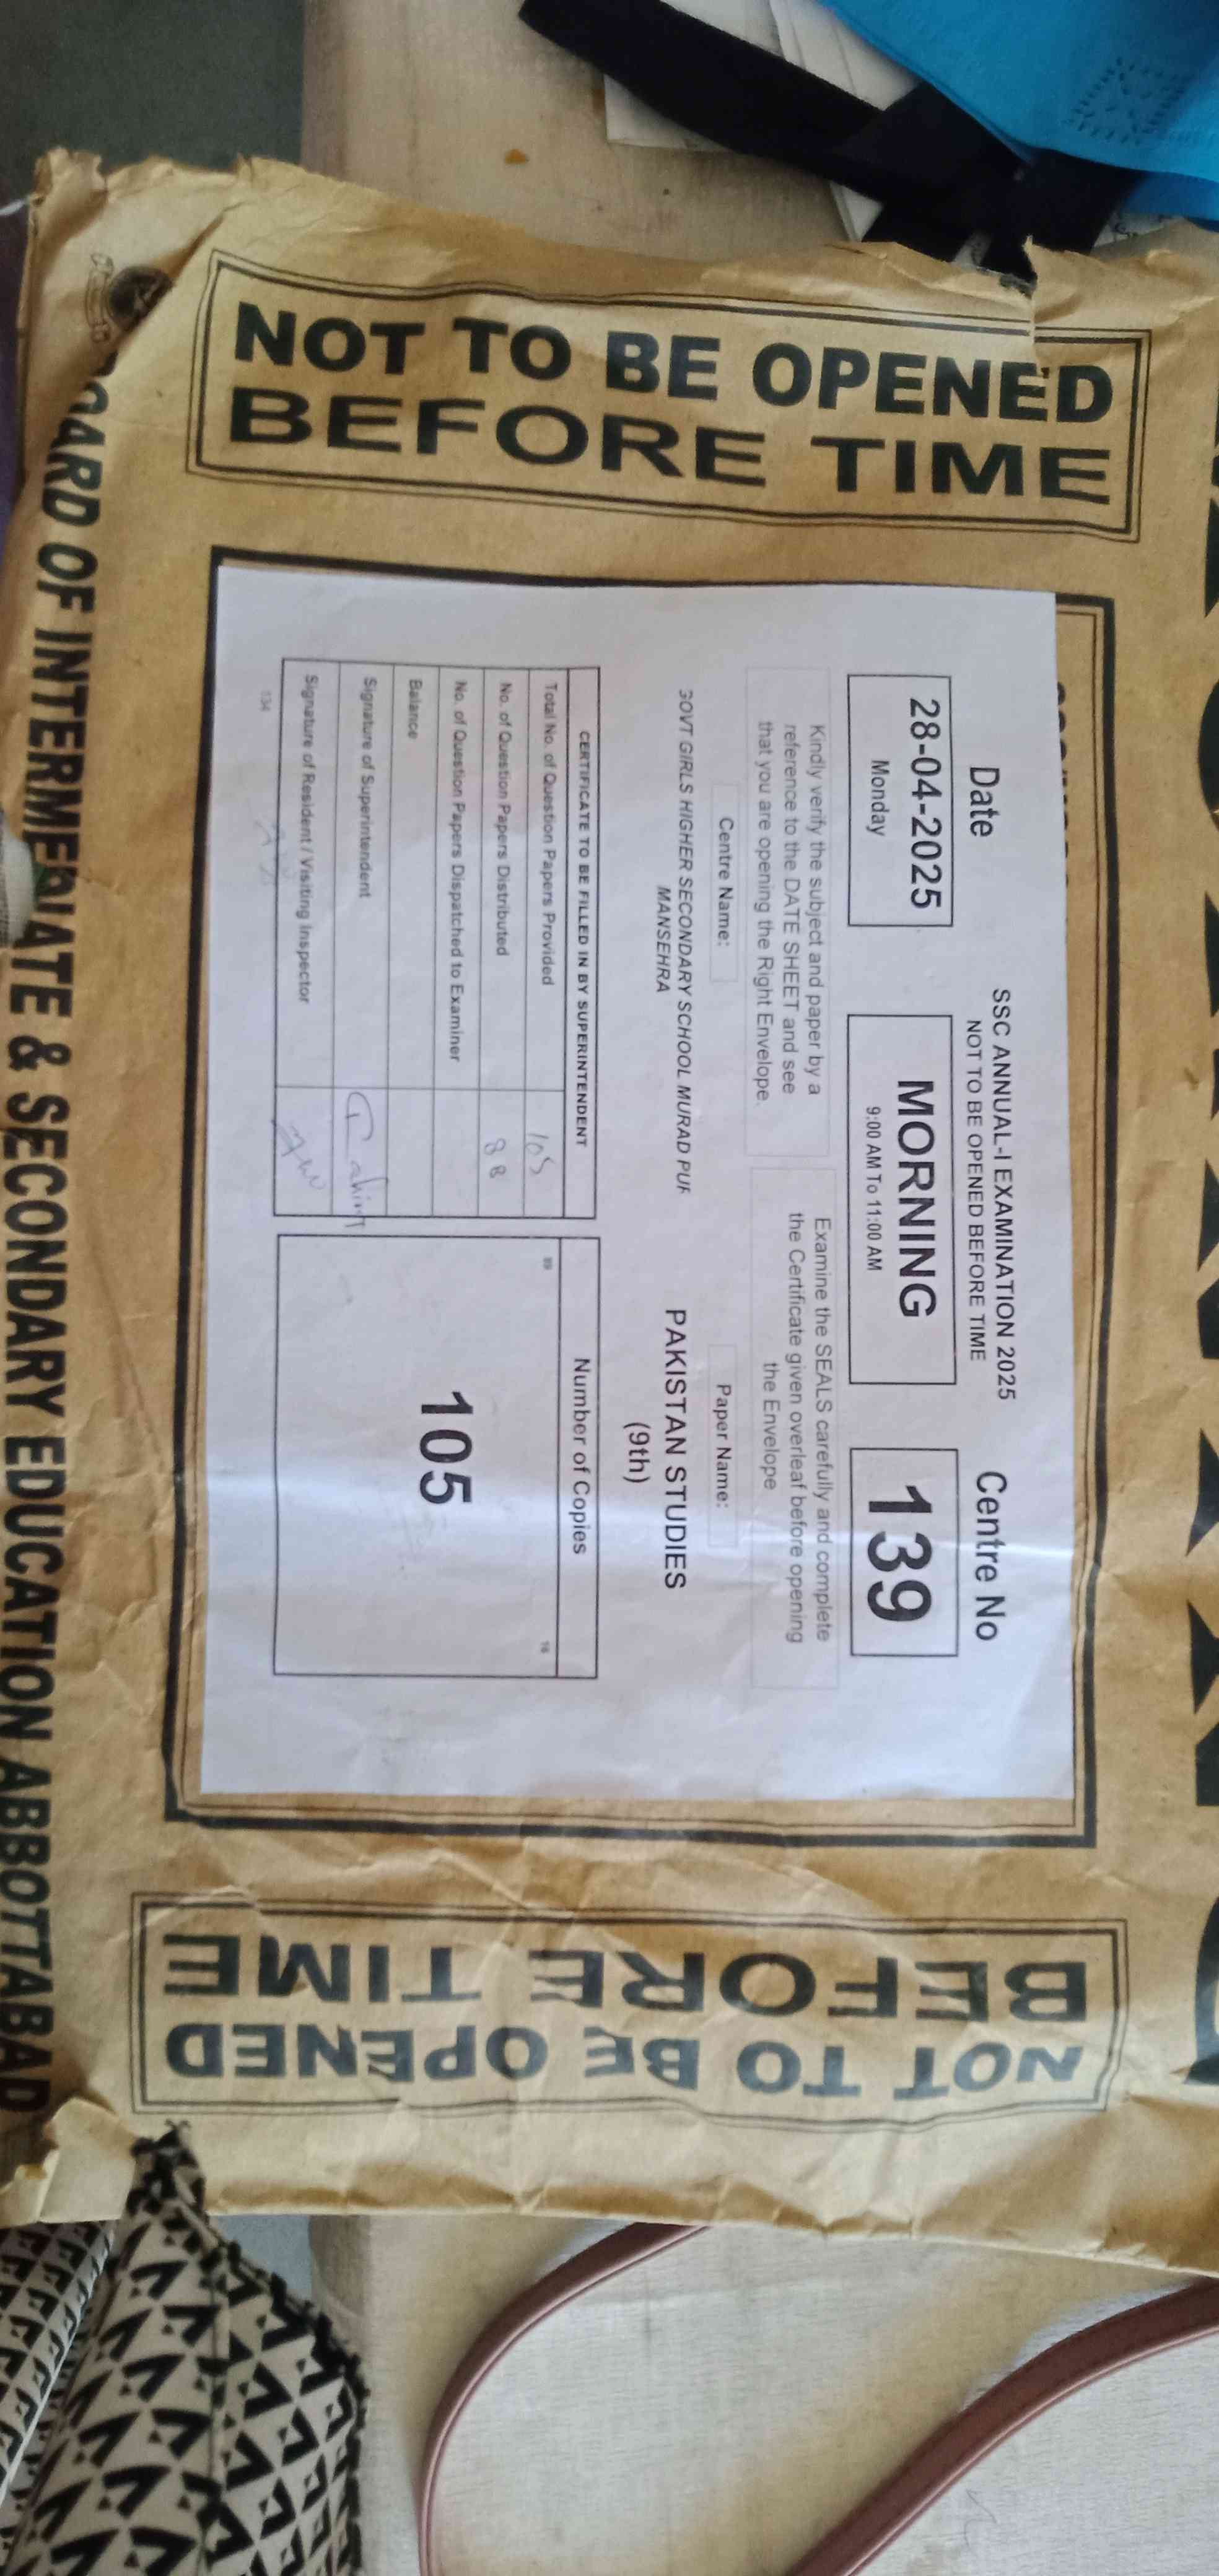 NOT TO BE OPENED
BEFORE TIME
SSC ANNUAL-I EXAMINATION 2025
NOT TO BE OPENED BEFORE TIME
Date
28-04-2025
Monday
MORNING
9:00 AM To 11:00 AM
Centre No
139
Kindly verify the subject and paper by a
reference to the DATE SHEET and see
that you are opening the Right Envelope.
Examine the SEALS carefully and complete
the Certificate given overleaf before opening
the Envelope
Centre Name:
GOVT GIRLS HIGHER SECONDARY SCHOOL MURAD PUR
MANSEHRA
Paper Name:
PAKISTAN STUDIES
(9th)
CERTIFICATE TO BE FILLED IN BY SUPERINTENDENT
Total No. of Question Papers Provided 105
No. of Question Papers Distributed 88
No. of Question Papers Dispatched to Examiner
Balance
Signature of Superintendent
Signature of Resident / Visiting Inspector
134
Number of Copies
89 16
105
NOT TO BE OPENED
BEFORE TIME
BOARD OF INTERMEDIATE & SECONDARY EDUCATION ABBOTTABAD